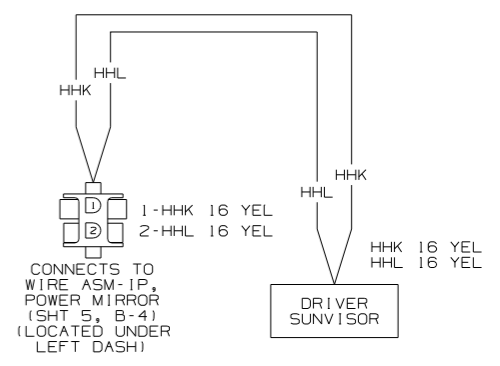 HHL
HHK
HHK
HHL
1
2
1-HHK 16 YEL
2-HHL 16 YEL
HHK 16 YEL
HHL 16 YEL
CONNECTS TO
WIRE ASM-IP,
POWER MIRROR
(SHT 5, B-4)
(LOCATED UNDER
LEFT DASH)
DRIVER
SUNVISOR